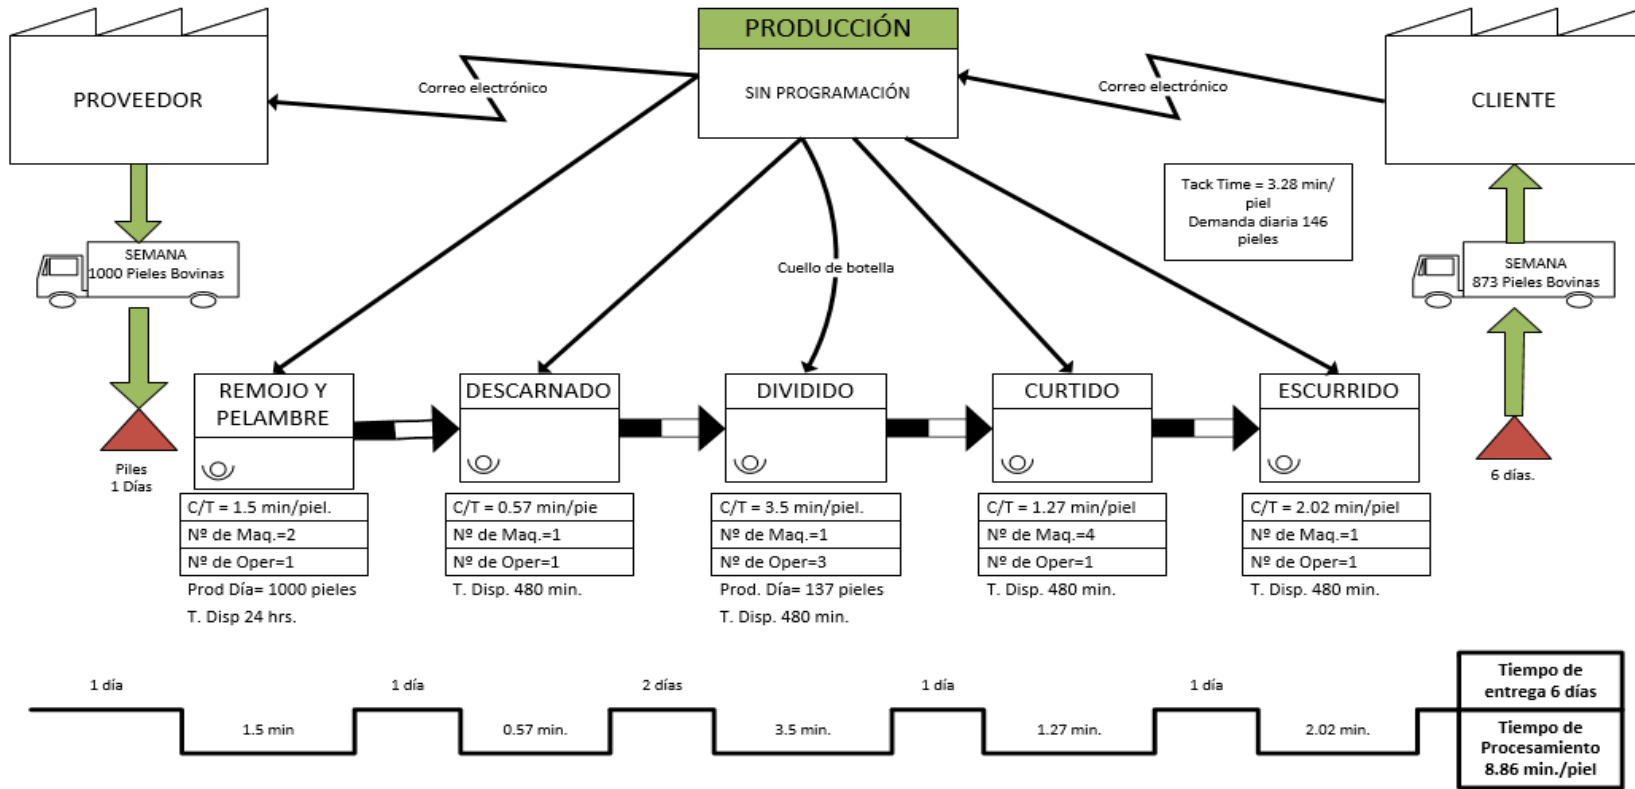 PRODUCCIÓN
SIN PROGRAMACIÓN
PROVEEDOR
Correo electrónico
Correo electrónico
CLIENTE
Tack Time = 3.28 min/
piel
Demanda diaria 146
pieles
SEMANA
1000 Pieles Bovinas
Cuello de botella
SEMANA
873 Pieles Bovinas
Piles
1 Días
6 días.
REMOJO Y
PELAMBRE
C/T = 1.5 min/piel.
Nº de Maq.=2
Nº de Oper=1
Prod Día= 1000 pieles
T. Disp 24 hrs.
DESCARNADO
C/T = 0.57 min/pie
Nº de Maq.=1
Nº de Oper=1
T. Disp. 480 min.
DIVIDIDO
C/T = 3.5 min/piel.
Nº de Maq.=1
Nº de Oper=3
Prod. Día= 137 pieles
T. Disp. 480 min.
CURTIDO
C/T = 1.27 min/piel
Nº de Maq.=4
Nº de Oper=1
T. Disp. 480 min.
ESCURRIDO
C/T = 2.02 min/piel
Nº de Maq.=1
Nº de Oper=1
T. Disp. 480 min.
1 día
1 día
2 días
1 día
1 día
1.5 min
0.57 min.
3.5 min.
1.27 min.
2.02 min.
Tiempo de
entrega 6 días
Tiempo de
Procesamiento
8.86 min./piel